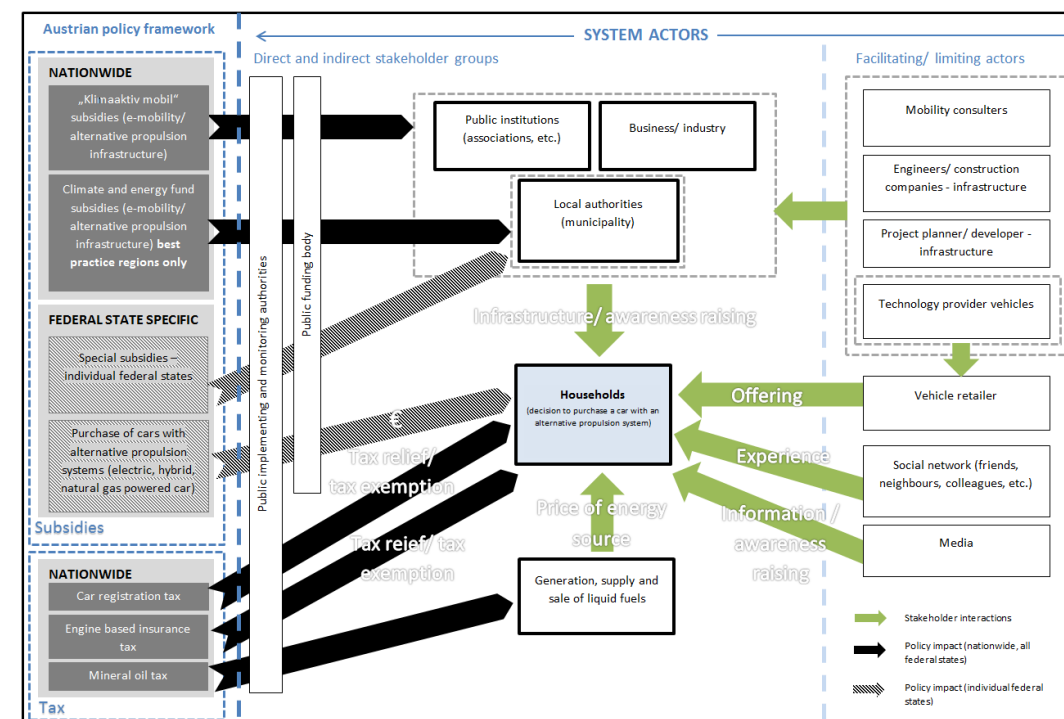 Austrian policy framework
SYSTEM ACTORS
Direct and indirect stakeholder groups
Facilitating/ limiting actors
NATIONWIDE
„Klimaaktiv mobil“
subsidies (e-mobility/
alternative propulsion
infrastructure)
Climate and energy fund
subsidies (e-mobility/
alternative propulsion
infrastructure) best
practice regions only
FEDERAL STATE SPECIFIC
Special subsidies –
individual federal
states
Purchase of cars with
alternative propulsion
systems (electric, hybrid,
natural gas powered car)
Subsidies
NATIONWIDE
Car registration tax
Engine based insurance
tax
Mineral oil tax
Tax
Public implementing and monitoring authorities
Public funding body
Public institutions
(associations, etc.)
Business/ industry
Local authorities
(municipality)
Infrastructure/ awareness raising
Households
(decision to purchase a car with an
alternative propulsion system)
€
Tax relief/
tax exemption
Tax reief/ tax
exemption
Price of energy
source
Generation, supply and
sale of liquid fuels
Offering
Experience
Information /
awareness
raising
Mobility consulters
Engineers/ construction
companies - infrastructure
Project planner/ developer -
infrastructure
Technology provider vehicles
Vehicle retailer
Social network (friends,
neighbours, colleagues, etc.)
Media
Stakeholder interactions
Policy impact (nationwide, all
federal states)
Policy impact (individual federal
states)